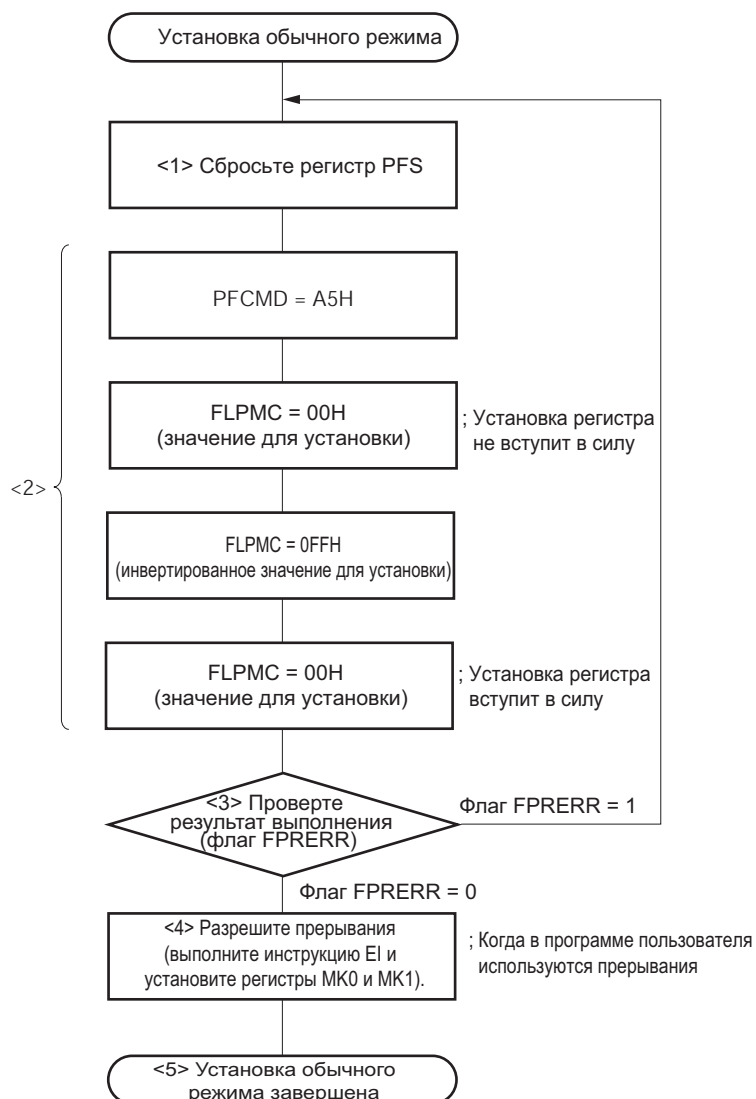 Установка обычного режима
<1> Сбросьте регистр PFS
PFCMD = A5H
FLPMC = 00H
(значение для установки)
; Установка регистра
не вступит в силу
<2>
FLPMC = 0FFH
(инвертированное значение для установки)
FLPMC = 00H
(значение для установки)
; Установка регистра
вступит в силу
<3> Проверте
результат выполнения
(флаг FPRERR)
Флаг FPRERR = 1
Флаг FPRERR = 0
<4> Разрешите прерывания
(выполните инструкцию EI и
установите регистры MK0 и MK1).
; Когда в программе пользователя
используются прерывания
<5> Установка обычного
режима завершена